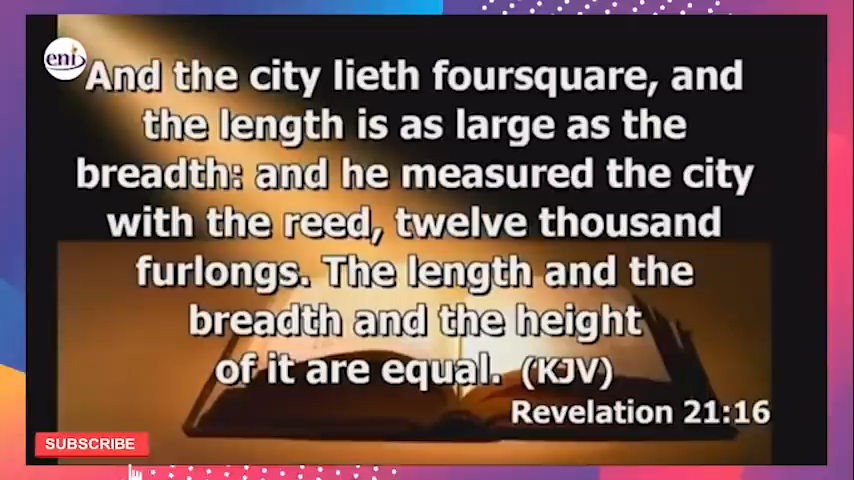 eni
And the city lieth foursquare, and
the length is as large as the
breadth: and he measured the city
with the reed, twelve thousand
furlongs. The length and the
breadth and the height
of it are equal. (KJV)
Revelation 21:16
SUBSCRIBE